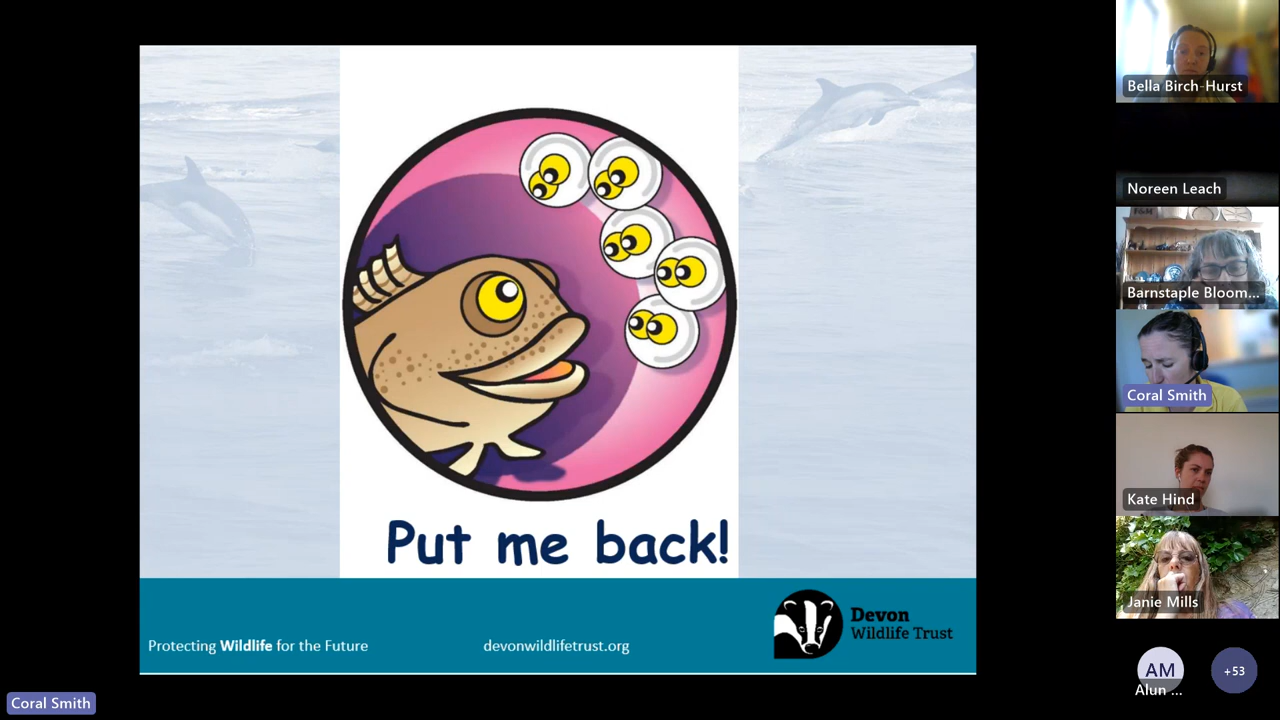 Put me back!
Protecting Wildlife for the Future
devonwildlifetrust.org
Devon
Wildlife Trust
Coral Smith
Bella Birch-Hurst
Noreen Leach
Barnstaple Bloom...
Coral Smith
Kate Hind
Janie Mills
AM
Alun ...
+53